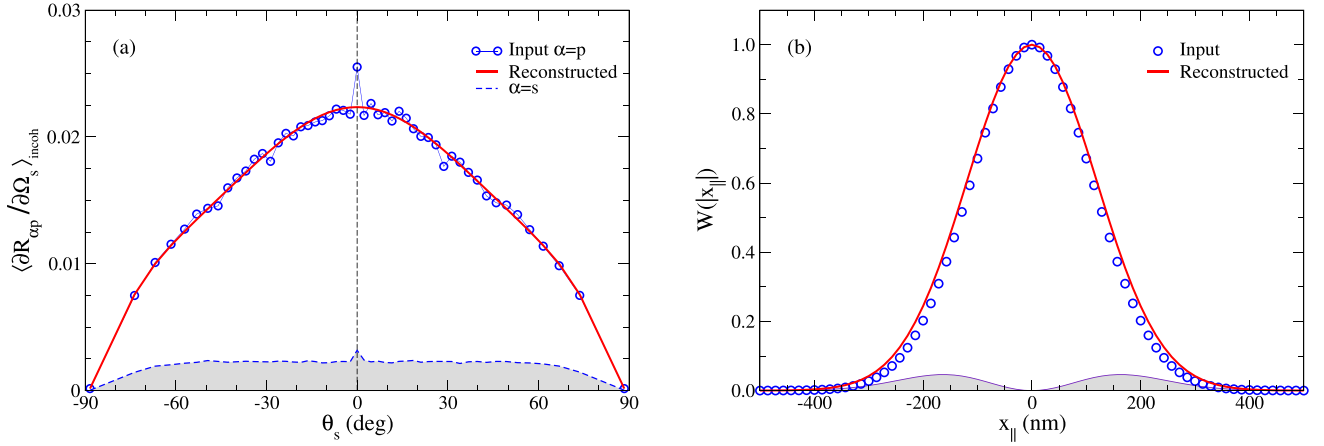 (a)
Input α=p
Reconstructed
α=s
⟨∂R_αp /∂Ω_s⟩_incoh
0.03
0.02
0.01
0
-90 -60 -30 0 30 60 90
θ_s (deg)
(b)
Input
Reconstructed
W(|x_|||)
1.0
0.8
0.6
0.4
0.2
0.0
-400 -200 0 200 400
x_|| (nm)